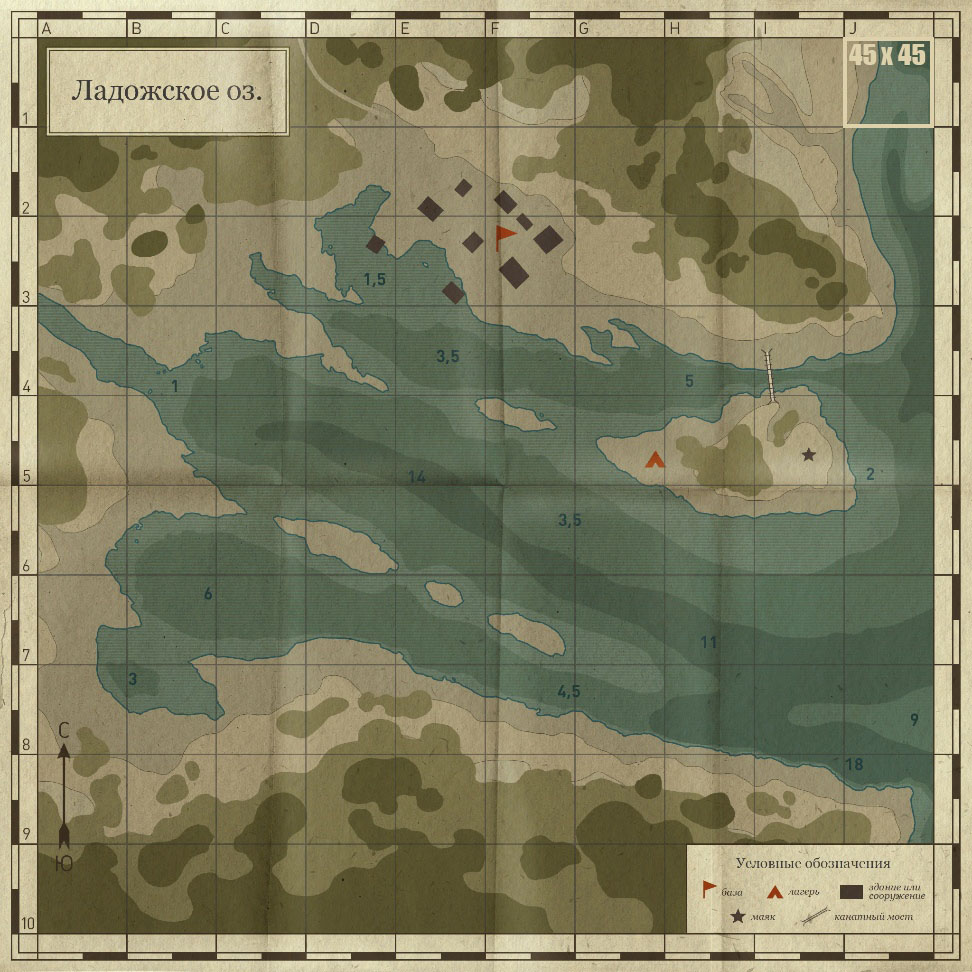 A B C D E F G H I J
45 X 45
Ладожское оз.
1
2
1,5
3
3,5
5
1
4
14
2
5
3,5
6
6
11
7
3
4,5
9
С
8
18
9
Ю
Условные обозначения
база
лагерь
здание или
сооружение
маяк
канатный мост
10